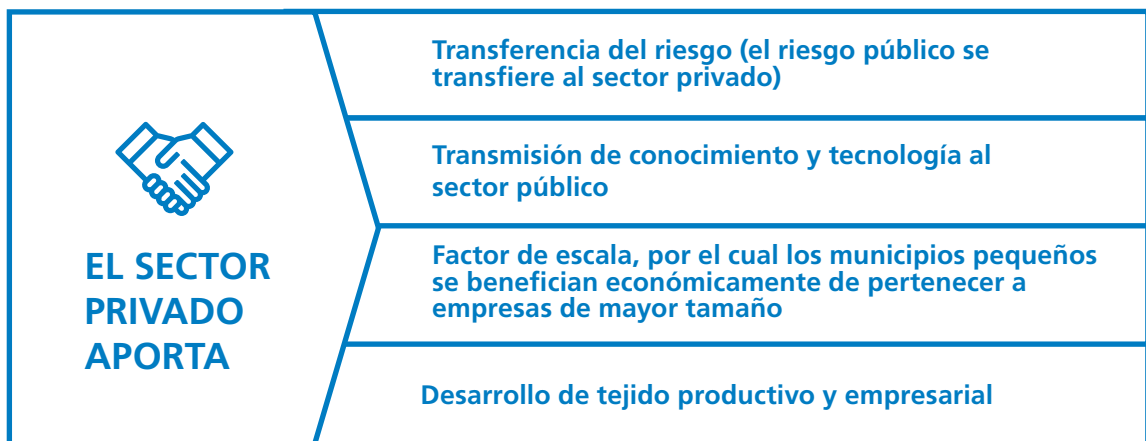 EL SECTOR
PRIVADO
APORTA
Transferencia del riesgo (el riesgo público se
transfiere al sector privado)
Transmisión de conocimiento y tecnología al
sector público
Factor de escala, por el cual los municipios pequeños
se benefician económicamente de pertenecer a
empresas de mayor tamaño
Desarrollo de tejido productivo y empresarial